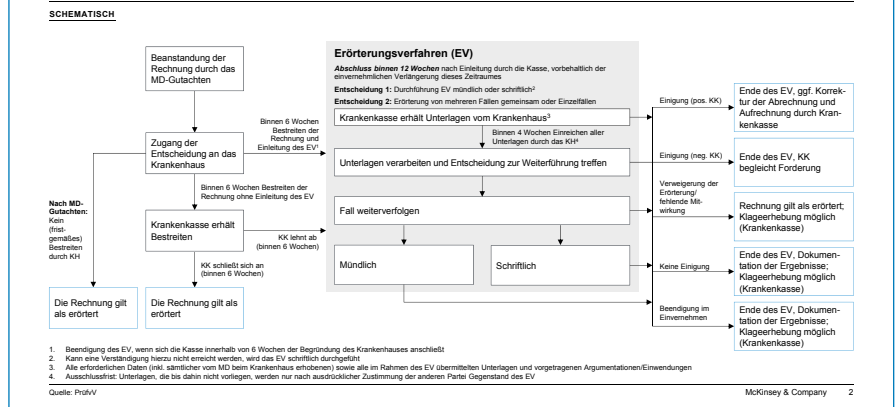 SCHEMATISCH
Beanstandung der
Rechnung durch das
MD-Gutachten
Zugang der
Entscheidung an das
Krankenhaus
Binnen 6 Wochen
Bestreiten der
Rechnung und
Einleitung des EV¹
Binnen 6 Wochen Bestreiten der
Rechnung ohne Einleitung des EV
Nach MD-
Gutachten:
Kein
(frist-
gemäßes)
Bestreiten
durch KH
Krankenkasse erhält
Bestreiten
KK lehnt ab
(binnen 6 Wochen)
KK schließt sich an
(binnen 6 Wochen)
Die Rechnung gilt
als erörtert
Die Rechnung gilt als
erörtert
Erörterungsverfahren (EV)
Abschluss binnen 12 Wochen nach Einleitung durch die Kasse, vorbehaltlich der
einvernehmlichen Verlängerung dieses Zeitraumes
Entscheidung 1: Durchführung EV mündlich oder schriftlich²
Entscheidung 2: Erörterung von mehreren Fällen gemeinsam oder Einzelfällen
Krankenkasse erhält Unterlagen vom Krankenhaus³
Binnen 4 Wochen Einreichen aller
Unterlagen durch das KH⁴
Unterlagen verarbeiten und Entscheidung zur Weiterführung treffen
Fall weiterverfolgen
Mündlich
Schriftlich
Einigung (pos. KK)
Ende des EV, ggf. Korrek-
tur der Abrechnung und
Aufrechnung durch Kran-
kenkasse
Einigung (neg. KK)
Ende des EV, KK
begleicht Forderung
Verweigerung der
Erörterung/
fehlende Mit-
wirkung
Rechnung gilt als erörtert;
Klageerhebung möglich
(Krankenkasse)
Keine Einigung
Ende des EV, Dokumen-
tation der Ergebnisse;
Klageerhebung möglich
(Krankenkasse)
Beendigung im
Einvernehmen
Ende des EV, Dokumen-
tation der Ergebnisse;
Klageerhebung möglich
(Krankenkasse)
1. Beendigung des EV, wenn sich die Kasse innerhalb von 6 Wochen der Begründung des Krankenhauses anschließt
2. Kann eine Verständigung hierzu nicht erreicht werden, wird das EV schriftlich durchgeführt
3. Alle erforderlichen Daten (inkl. sämtlicher vom MD beim Krankenhaus erhobenen) sowie alle im Rahmen des EV übermittelten Unterlagen und vorgetragenen Argumentationen/Einwendungen
4. Ausschlussfrist: Unterlagen, die bis dahin nicht vorliegen, werden nur nach ausdrücklicher Zustimmung der anderen Partei Gegenstand des EV
Quelle: PrüfvV
McKinsey & Company 2